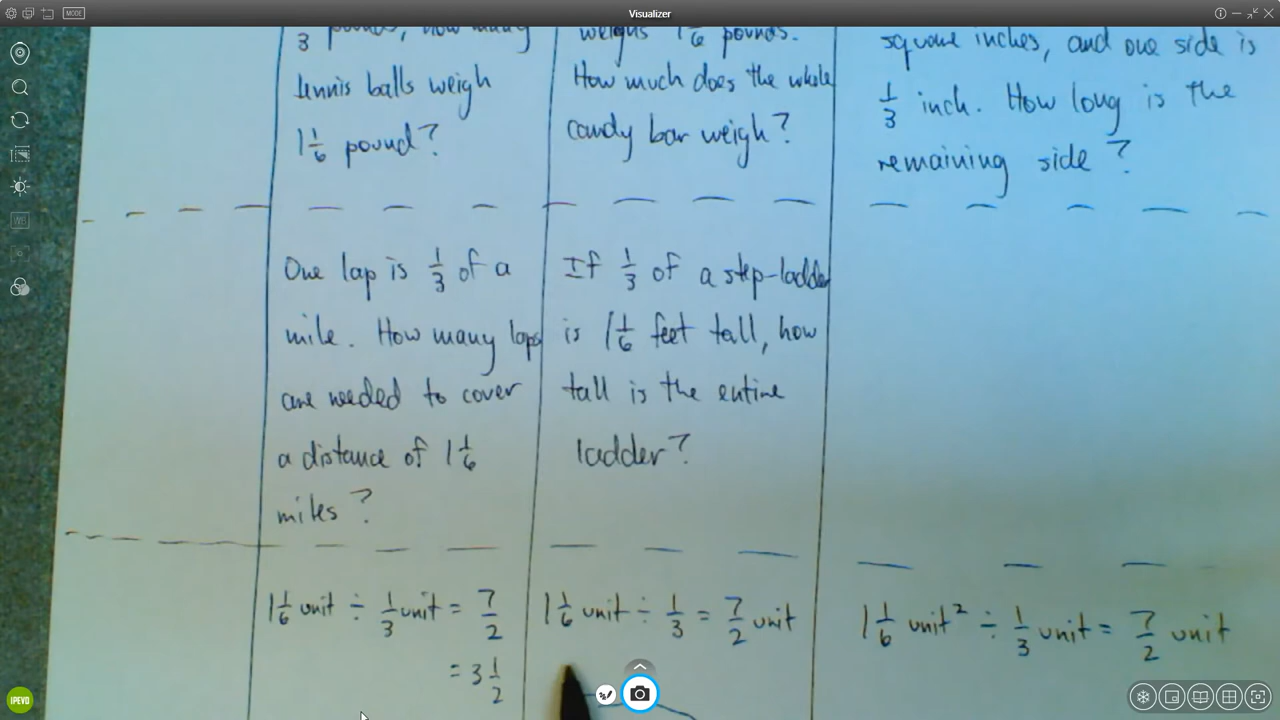 Visualizer
MODE
1/3 pounds, how many
tennis balls weigh
1 1/6 pound?
weighs 1 1/6 pounds.
How much does the whole
candy bar weigh?
square inches, and one side is
1/3 inch. How long is the
remaining side?
One lap is 1/3 of a
mile. How many laps
are needed to cover
a distance of 1 1/6
miles?
If 1/3 of a step-ladder
is 1 1/6 feet tall, how
tall is the entire
ladder?
1 1/6 unit ÷ 1/3 unit = 7/2
= 3 1/2
1 1/6 unit ÷ 1/3 = 7/2 unit
1 1/6 unit² ÷ 1/3 unit = 7/2 unit
IPEVO